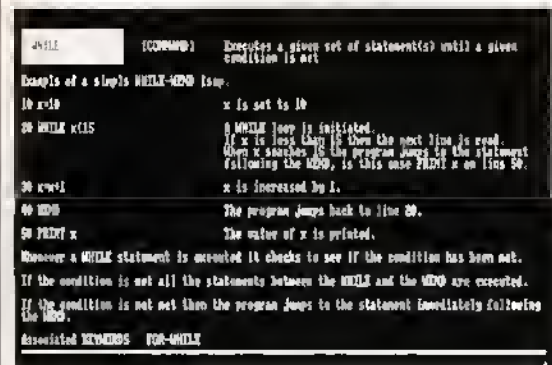 WHILE [COMMAND] Executes a given set of statement(s) until a given
condition is met
Example of a simple WHILE-WEND loop.
10 x=10 x is set to 10
20 WHILE x<15 A WHILE loop is initiated.
If x is less than 15 then the next line is read.
When x reaches 15 the program jumps to the statement
following the WEND, is this case PRINT x on line 50.
30 x=x+1 x is increased by 1.
40 WEND The program jumps back to line 20.
50 PRINT x The value of x is printed.
Whenever a WHILE statement is executed it checks to see if the condition has been met.
If the condition is met all the statements between the WHILE and the WEND are executed.
If the condition is not met then the program jumps to the statement immediately following
the WEND.
Associated KEYWORDS FOR-WHILE